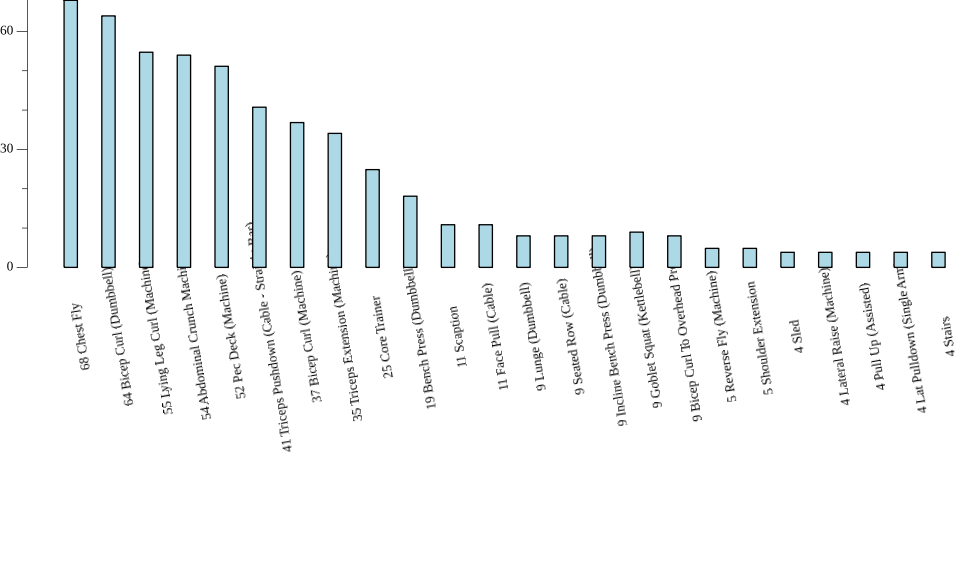 60
30
0
68 Chest Fly
64 Bicep Curl (Dumbbell)
55 Lying Leg Curl (Machine
54 Abdominal Crunch Machi
52 Pec Deck (Machine)
41 Triceps Pushdown (Cable - Stra Bar)
37 Bicep Curl (Machine)
35 Triceps Extension (Machi
25 Core Trainer
19 Bench Press (Dumbbell
11 Scaption
11 Face Pull (Cable)
9 Lunge (Dumbbell)
9 Seated Row (Cable)
9 Incline Bench Press (Dumb
9 Goblet Squat (Kettlebell
9 Bicep Curl To Overhead Pr
5 Reverse Fly (Machine)
5 Shoulder Extension
4 Sled
4 Lateral Raise (Machine)
4 Pull Up (Assisted)
4 Lat Pulldown (Single Arm
4 Stairs